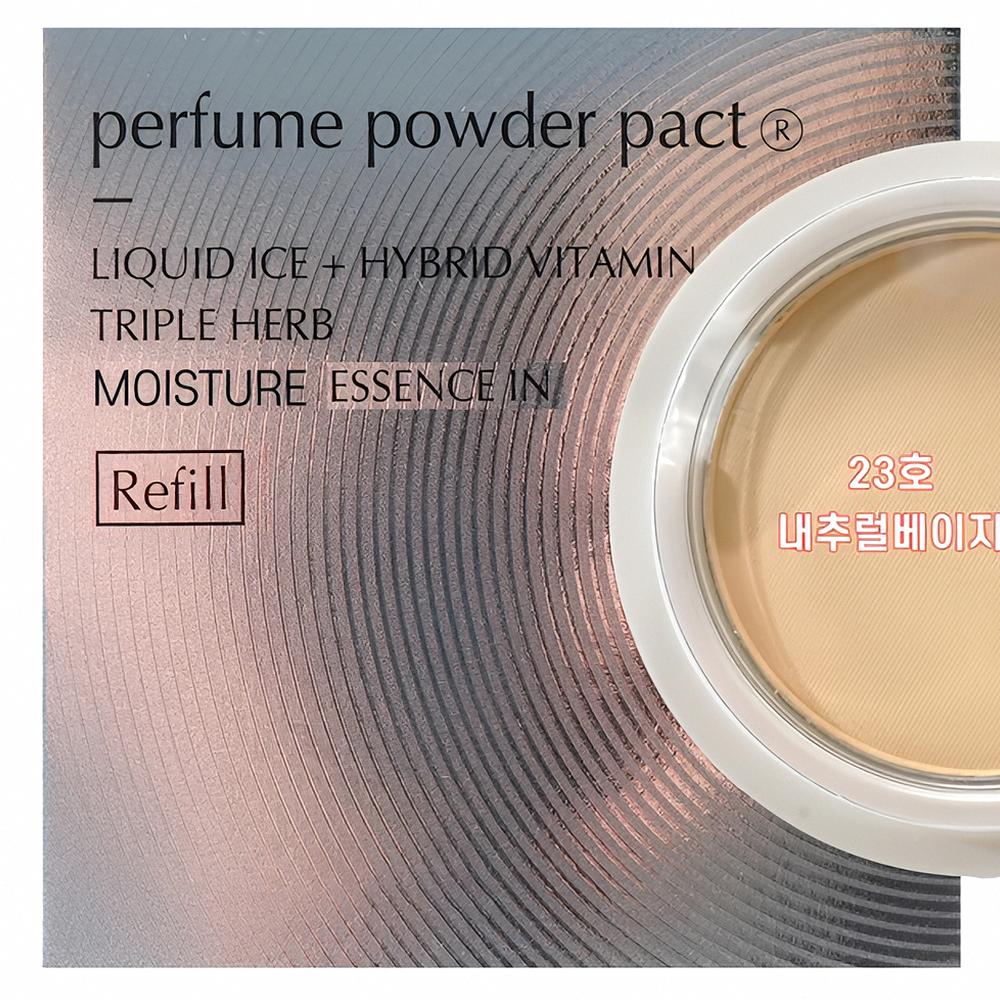 perfume powder pact ®
LIQUID ICE + HYBRID VITAMIN
TRIPLE HERB
MOISTURE ESSENCE IN
Refill
23호
내추럴베이지